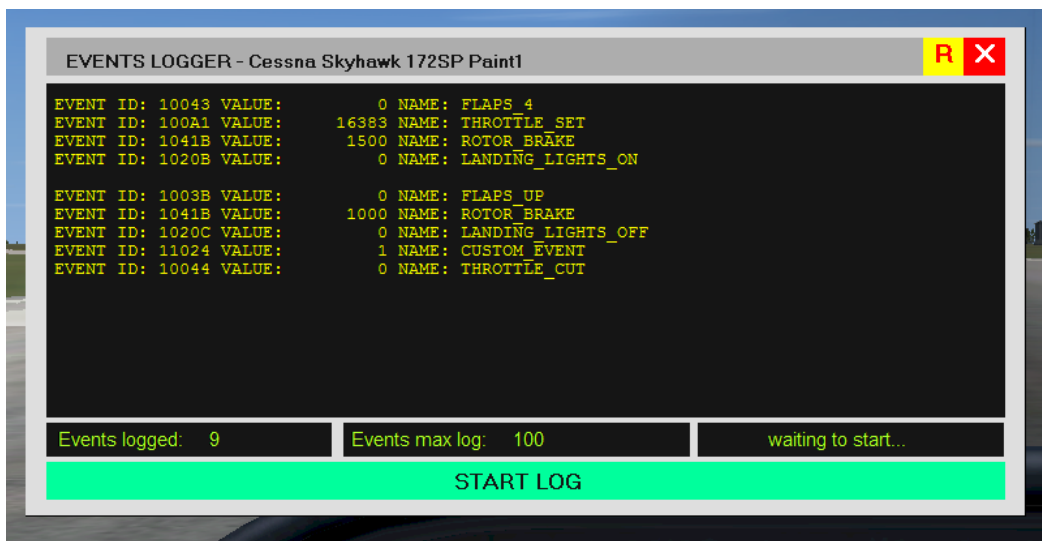 EVENTS LOGGER - Cessna Skyhawk 172SP Paint1 R X
EVENT ID: 10043 VALUE: 0 NAME: FLAPS_4
EVENT ID: 100A1 VALUE: 16383 NAME: THROTTLE_SET
EVENT ID: 1041B VALUE: 1500 NAME: ROTOR_BRAKE
EVENT ID: 1020B VALUE: 0 NAME: LANDING_LIGHTS_ON
EVENT ID: 1003B VALUE: 0 NAME: FLAPS_UP
EVENT ID: 1041B VALUE: 1000 NAME: ROTOR_BRAKE
EVENT ID: 1020C VALUE: 0 NAME: LANDING_LIGHTS_OFF
EVENT ID: 11024 VALUE: 1 NAME: CUSTOM_EVENT
EVENT ID: 10044 VALUE: 0 NAME: THROTTLE_CUT
Events logged: 9 Events max log: 100 waiting to start...
START LOG